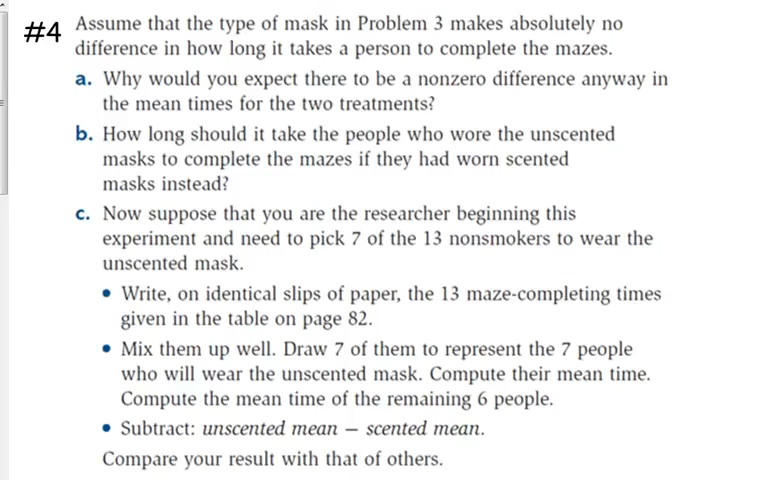 #4 Assume that the type of mask in Problem 3 makes absolutely no
difference in how long it takes a person to complete the mazes.
a. Why would you expect there to be a nonzero difference anyway in
the mean times for the two treatments?
b. How long should it take the people who wore the unscented
masks to complete the mazes if they had worn scented
masks instead?
c. Now suppose that you are the researcher beginning this
experiment and need to pick 7 of the 13 nonsmokers to wear the
unscented mask.
• Write, on identical slips of paper, the 13 maze-completing times
given in the table on page 82.
• Mix them up well. Draw 7 of them to represent the 7 people
who will wear the unscented mask. Compute their mean time.
Compute the mean time of the remaining 6 people.
• Subtract: unscented mean − scented mean.
Compare your result with that of others.